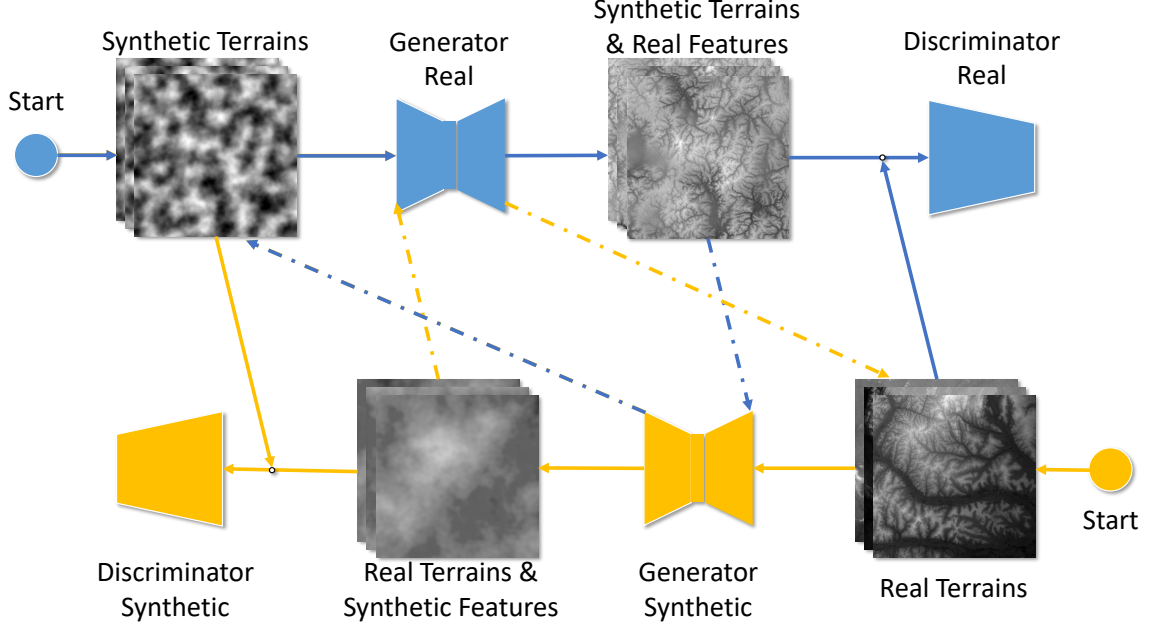 Synthetic Terrains
Generator
Real
Synthetic Terrains
& Real Features
Discriminator
Real
Start
Discriminator
Synthetic
Real Terrains &
Synthetic Features
Generator
Synthetic
Real Terrains
Start